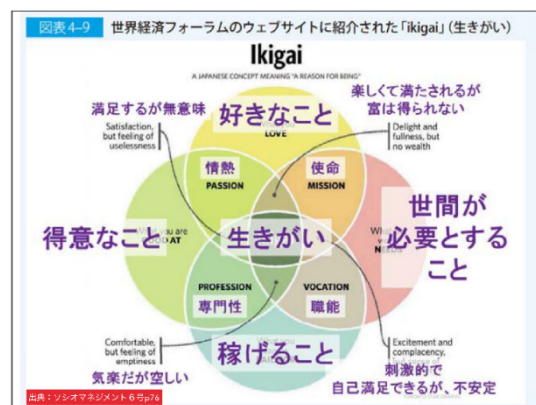 図表4-9 世界経済フォーラムのウェブサイトに紹介された「ikigai」(生きがい)
Ikigai
A JAPANESE CONCEPT MEANING "A REASON FOR BEING"
満足するが無意味
Satisfaction,
but feeling of
uselessness
好きなこと
LOVE
楽しくて満たされるが
富は得られない
Delight and
fullness, but
no wealth
情熱
PASSION
使命
MISSION
得意なこと
生きがい
世間が
必要とする
こと
PROFESSION
専門性
VOCATION
職能
稼げること
Comfortable,
but feeling of
emptiness
気楽だが空しい
Excitement and
complacency,
刺激的で
自己満足できるが、不安定
出典:ソシオマネジメント6号p76